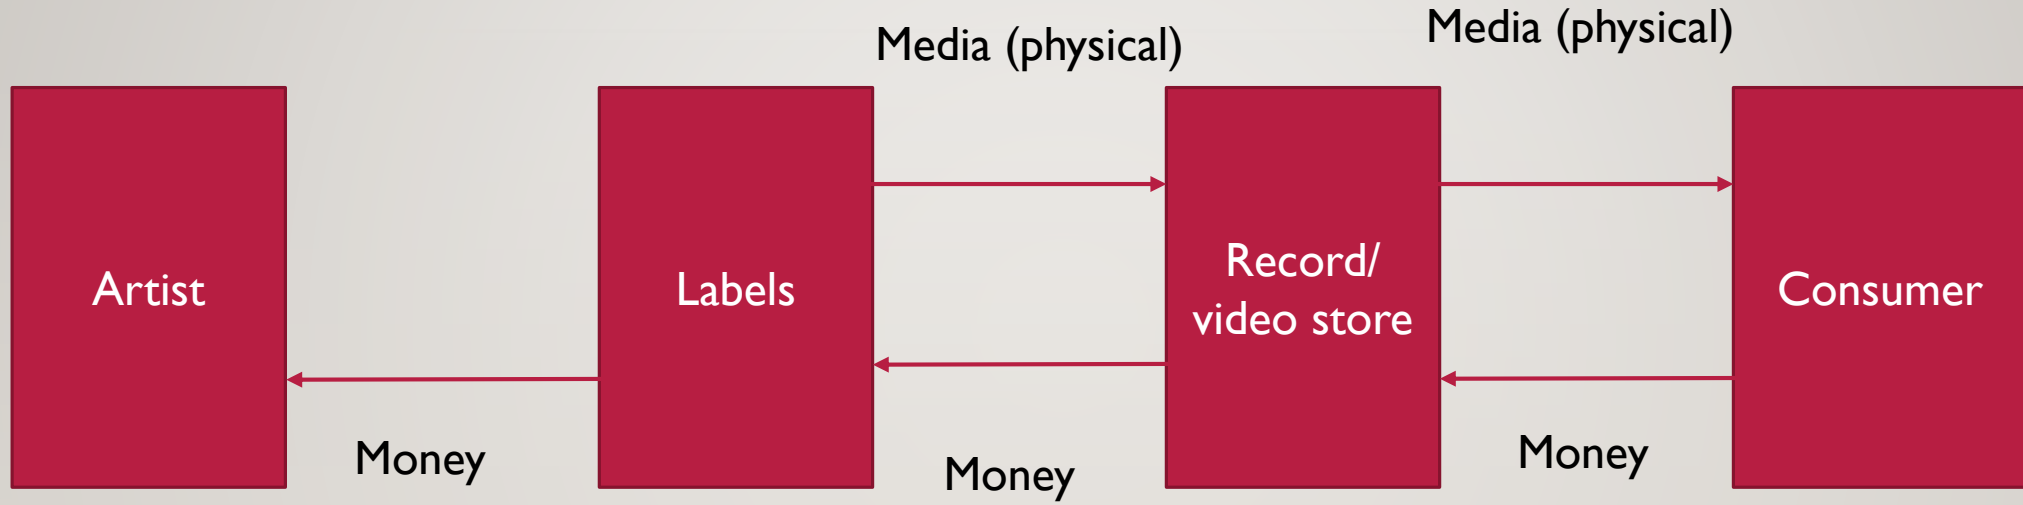 Media (physical)
Media (physical)
Artist
Labels
Record/
video store
Consumer
Money
Money
Money